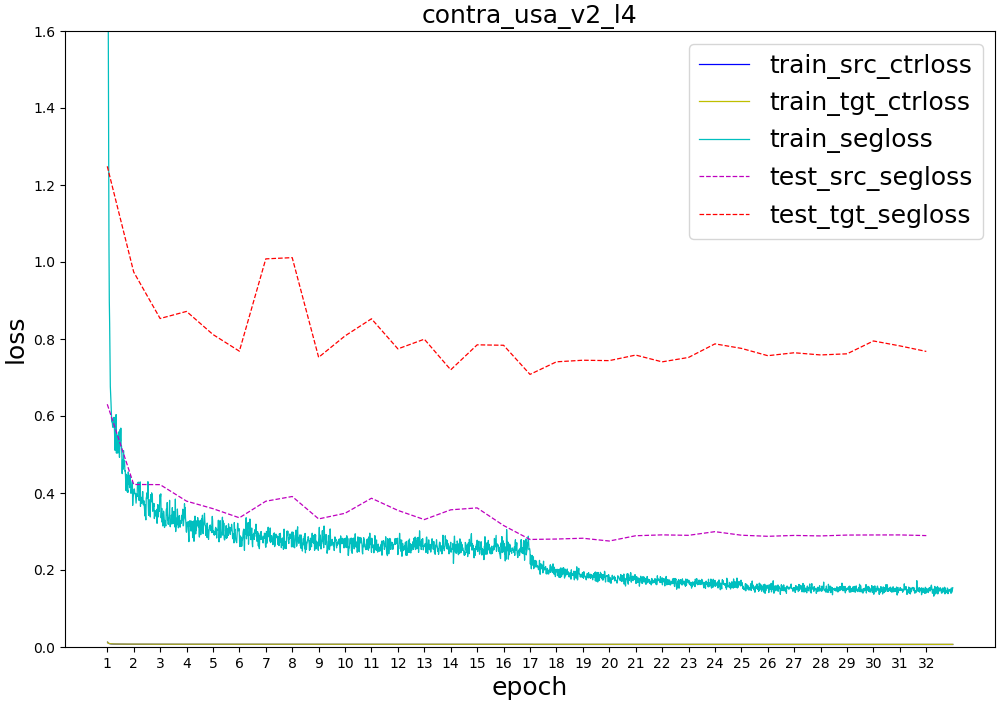 contra_usa_v2_l4
1.6
1.4
1.2
1.0
0.8
0.6
0.4
0.2
0.0
loss
train_src_ctrloss
train_tgt_ctrloss
train_segloss
test_src_segloss
test_tgt_segloss
1 2 3 4 5 6 7 8 9 10 11 12 13 14 15 16 17 18 19 20 21 22 23 24 25 26 27 28 29 30 31 32
epoch